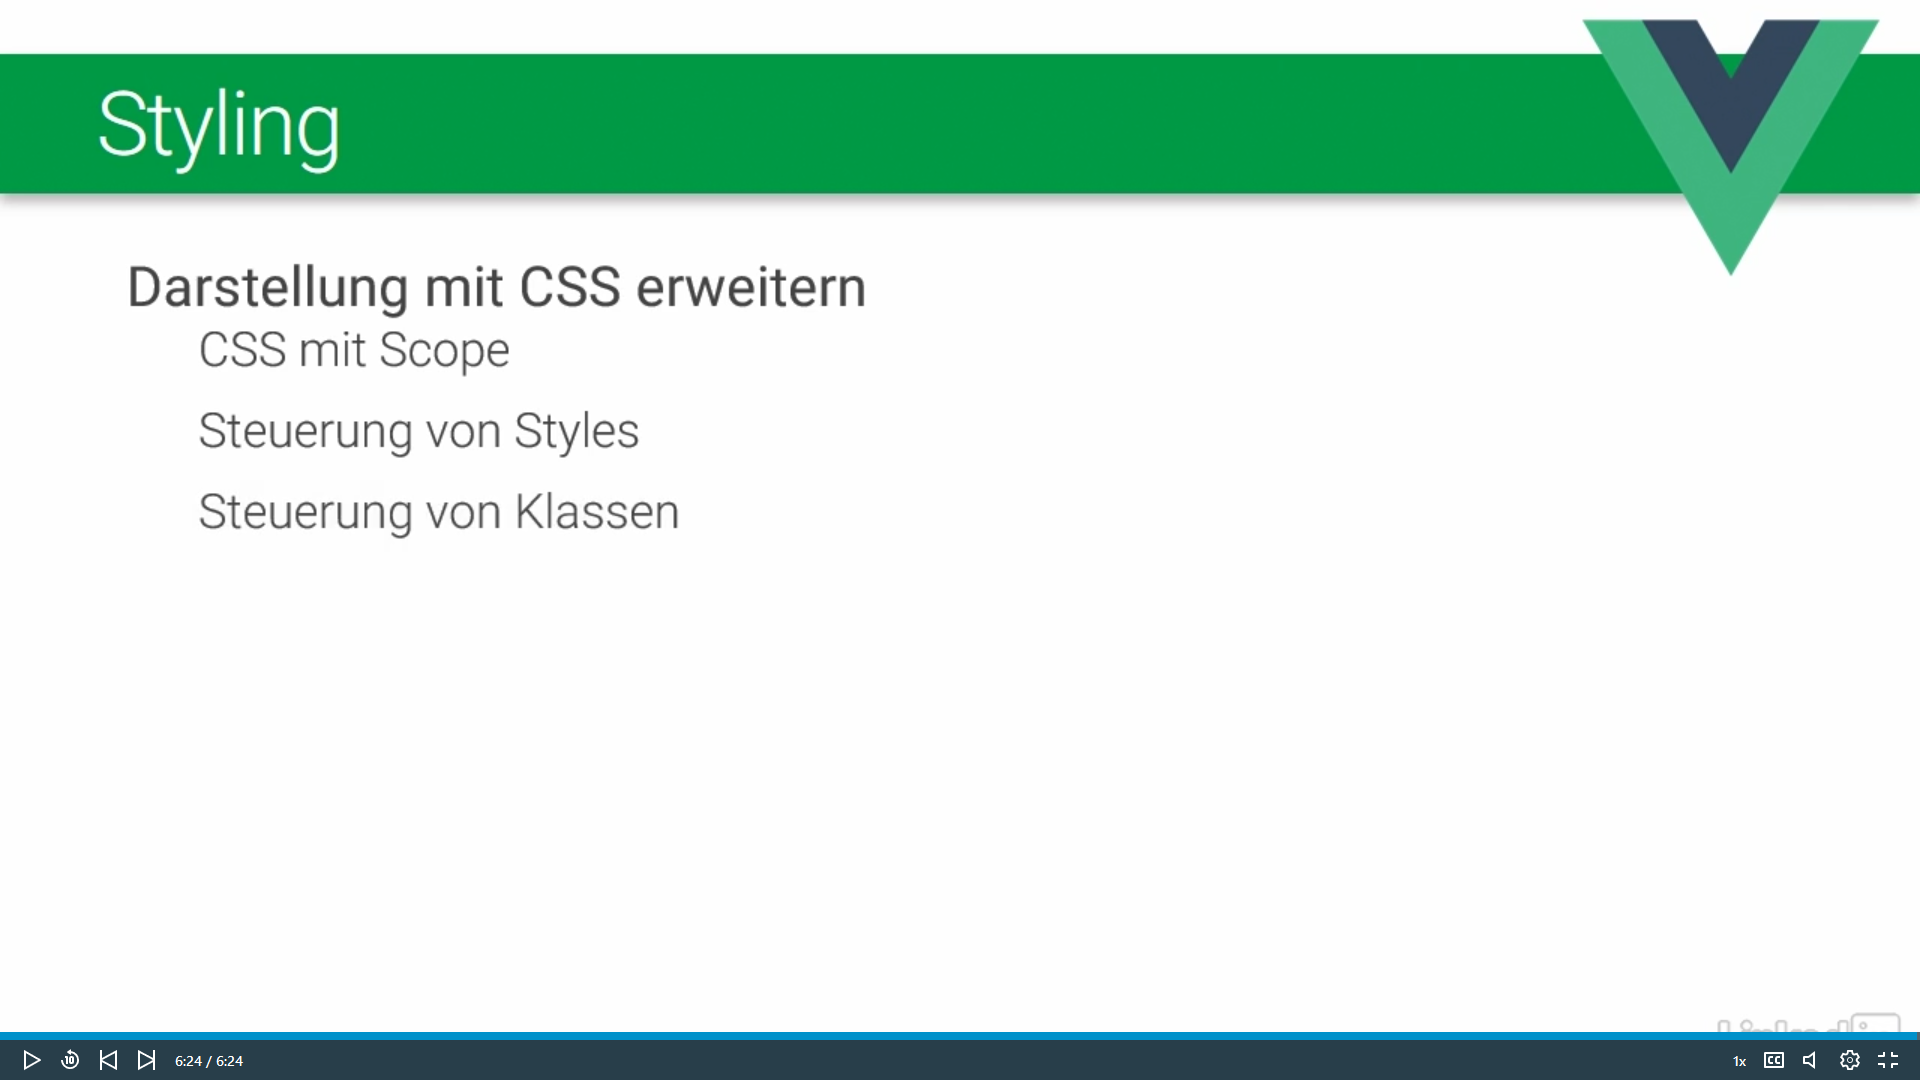 Styling
Darstellung mit CSS erweitern
CSS mit Scope
Steuerung von Styles
Steuerung von Klassen
10
6:24 / 6:24
1x
CC